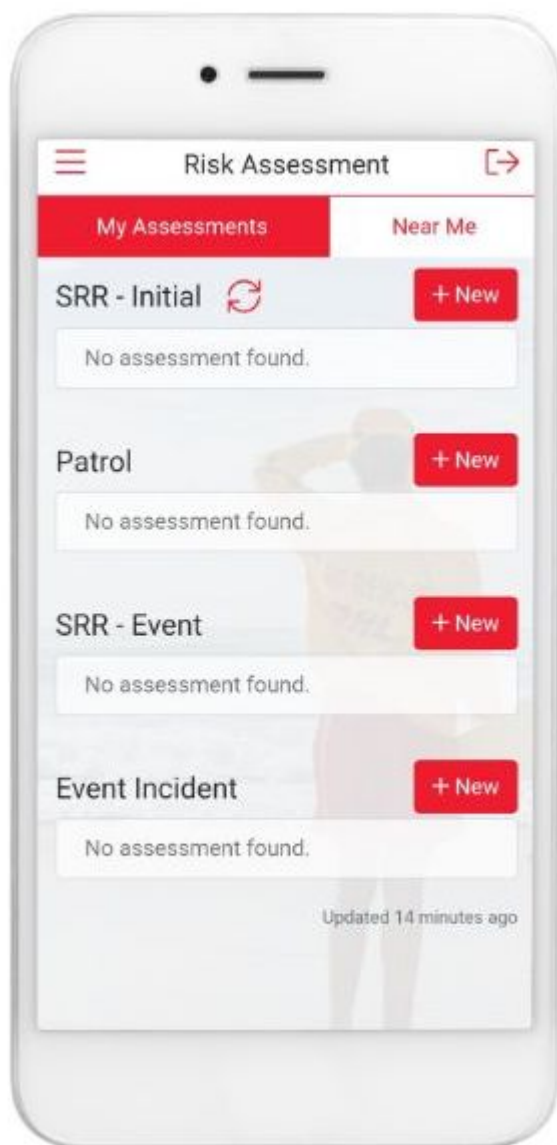 Risk Assessment
My Assessments Near Me
SRR - Initial + New
No assessment found.
Patrol + New
No assessment found.
SRR - Event + New
No assessment found.
Event Incident + New
No assessment found.
Updated 14 minutes ago